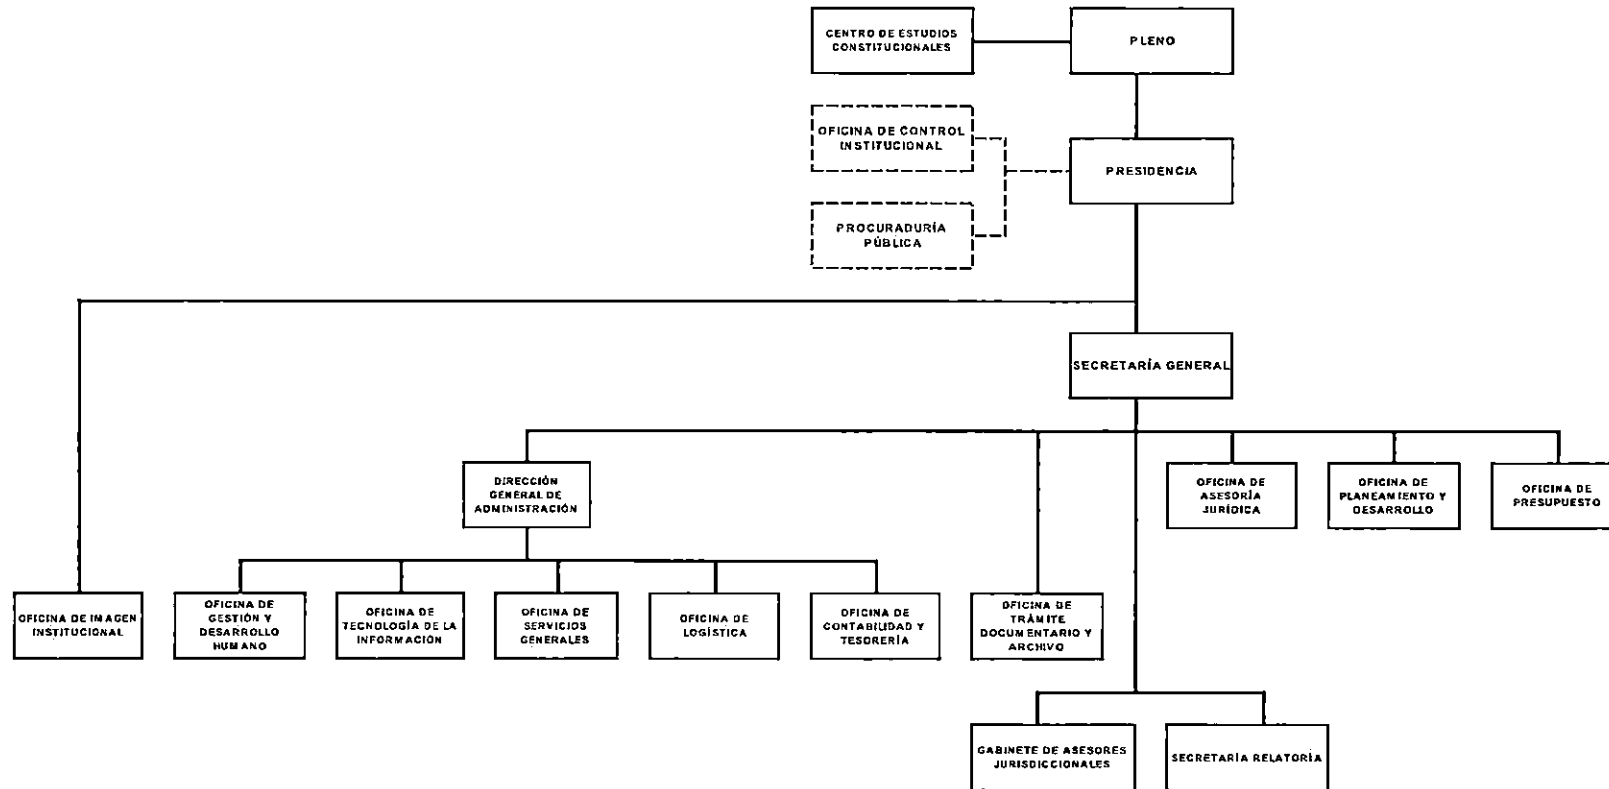 CENTRO DE ESTUDIOS
CONSTITUCIONALES
PLENO
OFICINA DE CONTROL
INSTITUCIONAL
PRESIDENCIA
PROCURADURÍA
PÚBLICA
SECRETARÍA GENERAL
DIRECCIÓN
GENERAL DE
ADMINISTRACIÓN
OFICINA DE
ASESORÍA
JURÍDICA
OFICINA DE
PLANEAMIENTO Y
DESARROLLO
OFICINA DE
PRESUPUESTO
OFICINA DE IMAGEN
INSTITUCIONAL
OFICINA DE
GESTIÓN Y
DESARROLLO
HUMANO
OFICINA DE
TECNOLOGÍA DE LA
INFORMACIÓN
OFICINA DE
SERVICIOS
GENERALES
OFICINA DE
LOGÍSTICA
OFICINA DE
CONTABILIDAD Y
TESORERÍA
OFICINA DE
TRÁMITE
DOCUMENTARIO Y
ARCHIVO
GABINETE DE ASESORES
JURISDICCIONALES
SECRETARÍA RELATORÍA